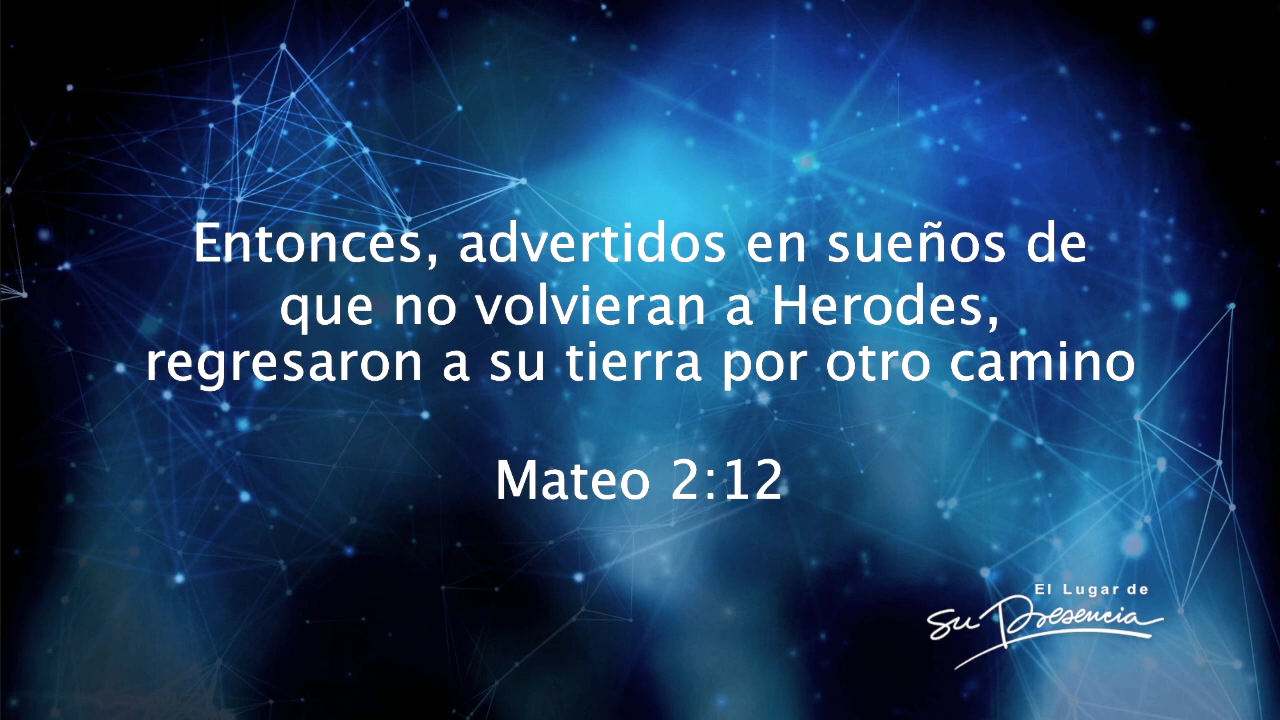 Entonces, advertidos en sueños de
que no volvieran a Herodes,
regresaron a su tierra por otro camino
Mateo 2:12
El Lugar de
Su Presencia